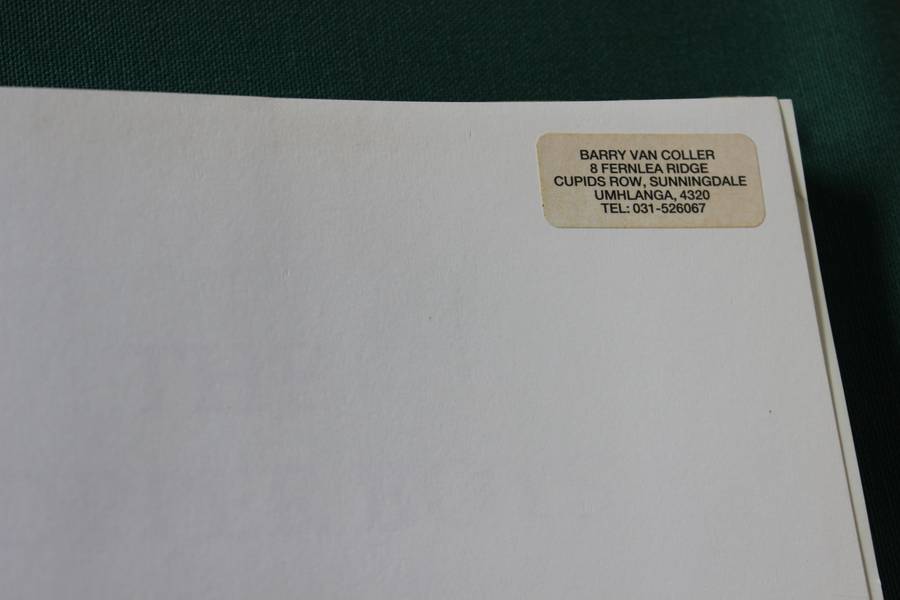 BARRY VAN COLLER
8 FERNLEA RIDGE
CUPIDS ROW, SUNNINGDALE
UMHLANGA, 4320
TEL: 031-526067